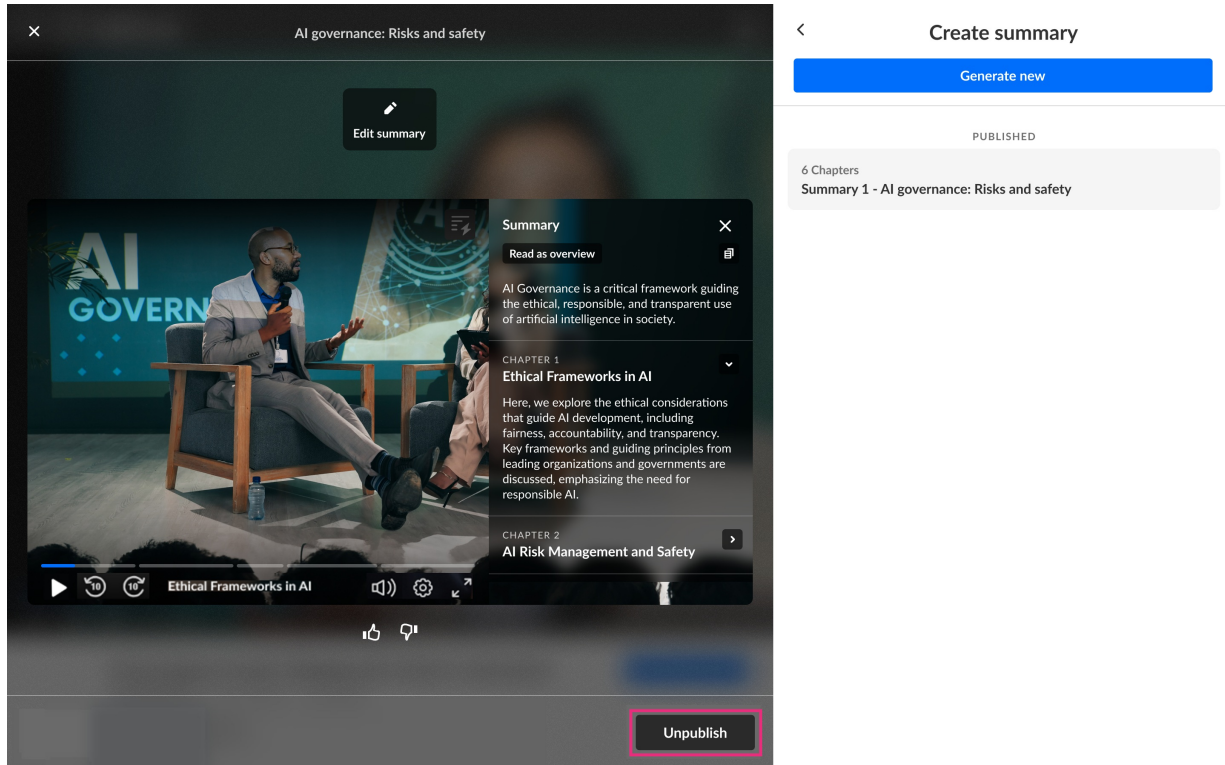 AI governance: Risks and safety
Edit summary
AI
GOVERN
AI
Summary
Read as overview
AI Governance is a critical framework guiding
the ethical, responsible, and transparent use
of artificial intelligence in society.
CHAPTER 1
Ethical Frameworks in AI
Here, we explore the ethical considerations
that guide AI development, including
fairness, accountability, and transparency.
Key frameworks and guiding principles from
leading organizations and governments are
discussed, emphasizing the need for
responsible AI.
CHAPTER 2
AI Risk Management and Safety
10
10
Ethical Frameworks in AI
Unpublish
Create summary
Generate new
PUBLISHED
6 Chapters
Summary 1 - AI governance: Risks and safety